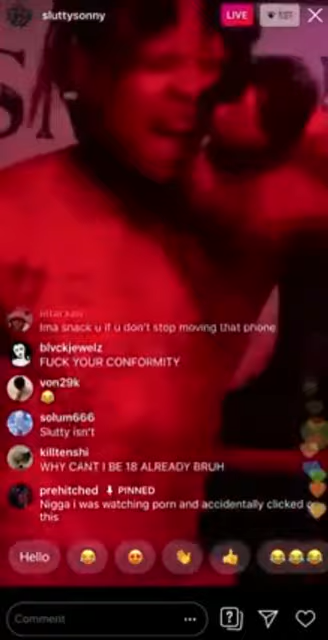 sluttysonny
LIVE
Ima snack u if u don't stop moving that phone
blvckjewelz
FUCK YOUR CONFORMITY
von29k
😂
solum666
Slutty isn't
killtenshi
WHY CANT I BE 18 ALREADY BRUH
prehitched PINNED
Nigga i was watching porn and accidentally clicked on
this
Hello 😂 😍 👏 👍 😂😂😂
Comment